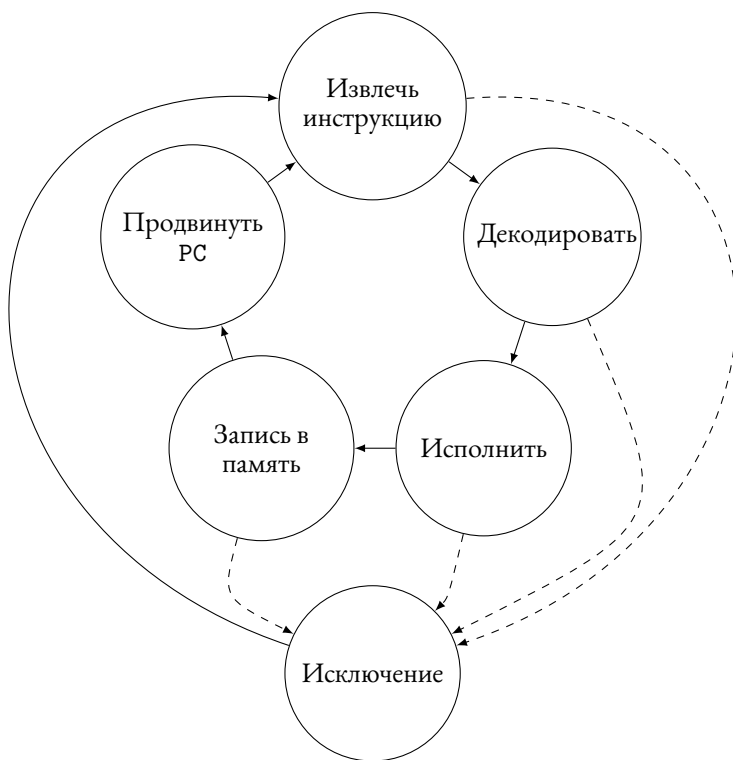 Извлечь
инструкцию
Продвинуть
PC
Декодировать
Запись в
память
Исполнить
Исключение